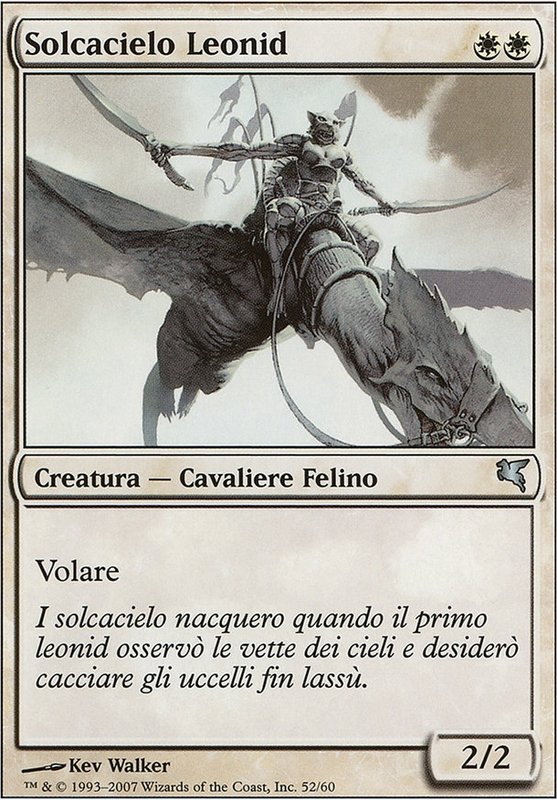 Solcacielo Leonid
Creatura — Cavaliere Felino
Volare
I solcacielo nacquero quando il primo
leonid osservò le vette dei cieli e desiderò
cacciare gli uccelli fin lassù.
2/2
Kev Walker
™ & © 1993–2007 Wizards of the Coast, Inc. 52/60